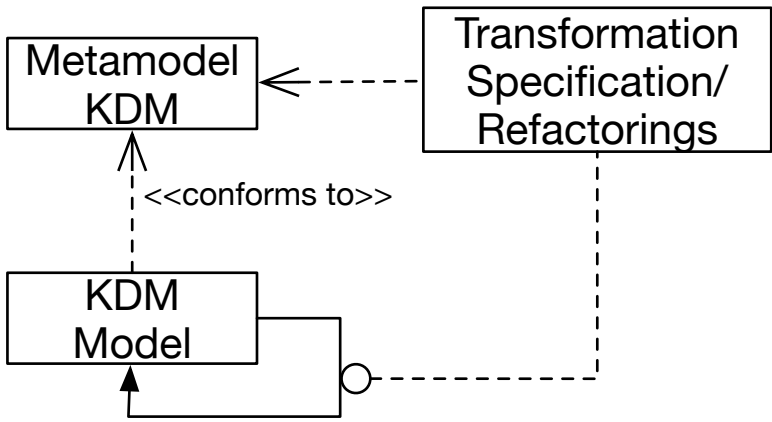 Metamodel
KDM
Transformation
Specification/
Refactorings
<<conforms to>>
KDM
Model